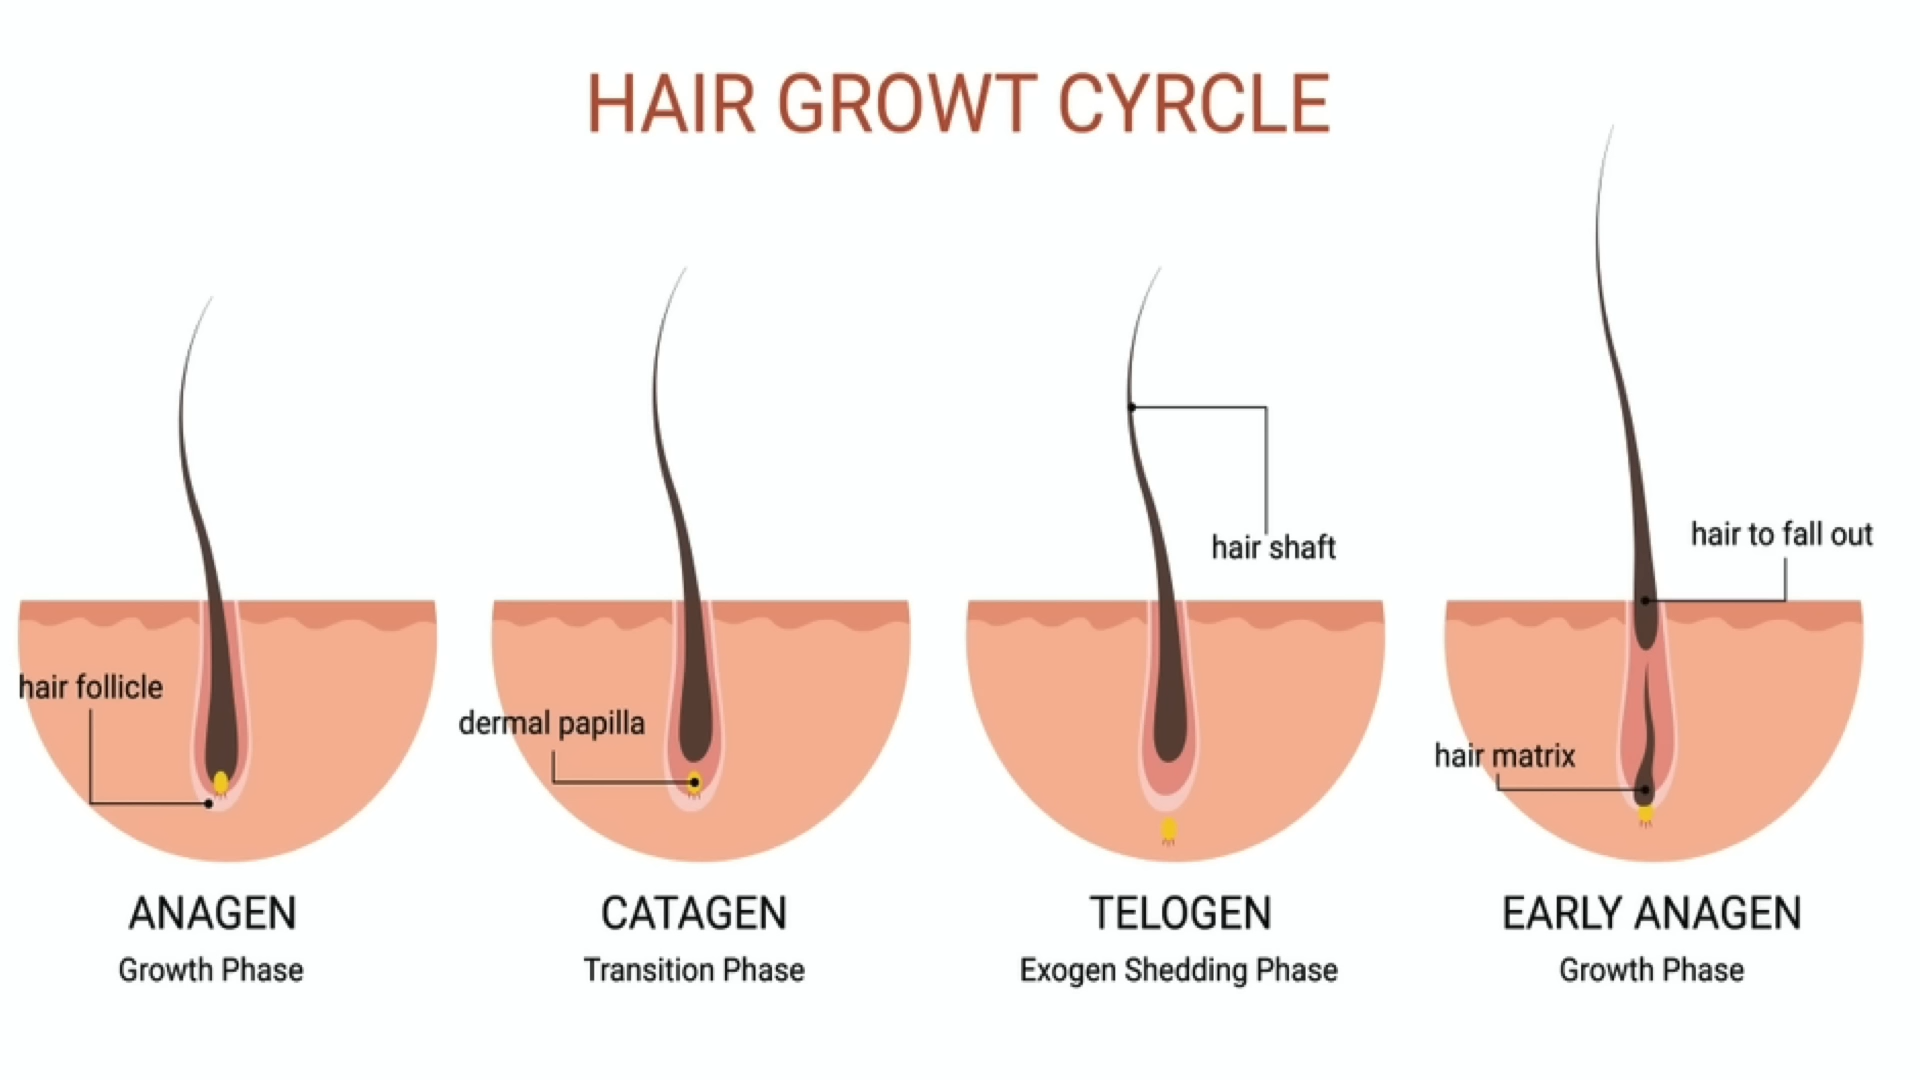 HAIR GROWT CYRCLE
hair shaft
hair to fall out
hair follicle
dermal papilla
hair matrix
ANAGEN
Growth Phase
CATAGEN
Transition Phase
TELOGEN
Exogen Shedding Phase
EARLY ANAGEN
Growth Phase